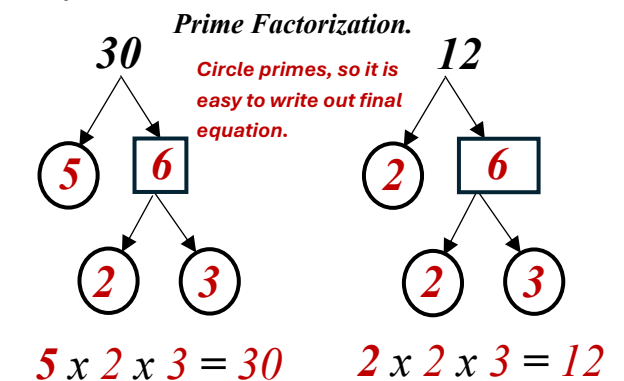 Prime Factorization.
30
12
Circle primes, so it is
easy to write out final
equation.
5 6
2 6
2 3
2 3
5 x 2 x 3 = 30
2 x 2 x 3 = 12